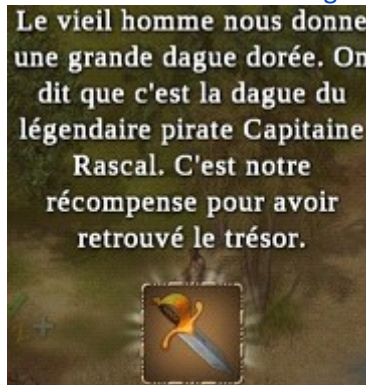 Le vieil homme nous donne
une grande dague dorée. On
dit que c'est la dague du
légendaire pirate Capitaine
Rascal. C'est notre
récompense pour avoir
retrouvé le trésor.